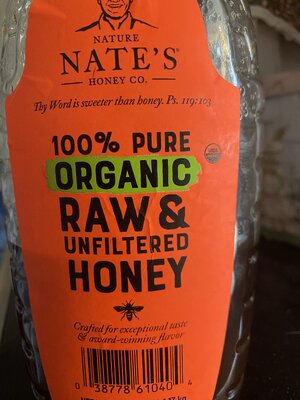 NATURE
NATE'S
HONEY CO.
Thy Word is sweeter than honey. Ps. 119:103
100% PURE
ORGANIC
RAW &
UNFILTERED
HONEY
Crafted for exceptional taste
& award-winning flavor
0 38778 61040 4